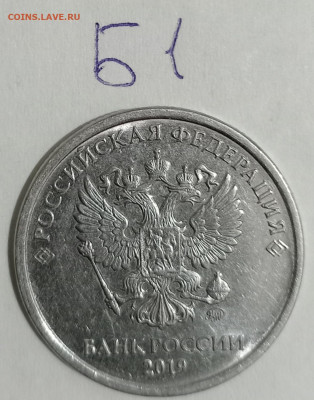 COINS.LAVE.RU
Б1
РОССИЙСКАЯ ФЕДЕРАЦИЯ
БАНК РОССИИ
2019